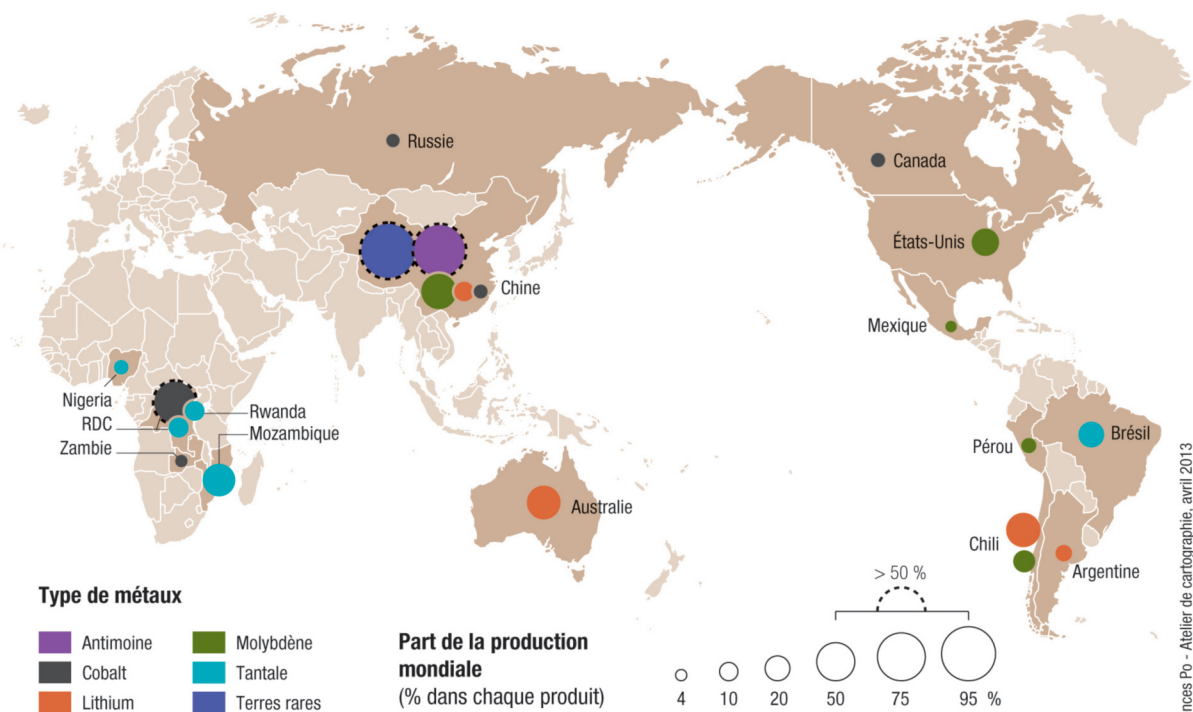 Russie
Canada
États-Unis
Chine
Mexique
Nigeria
RDC
Rwanda
Zambie
Mozambique
Pérou
Brésil
Australie
Chili
Argentine
Type de métaux
Antimoine
Cobalt
Lithium
Molybdène
Tantale
Terres rares
Part de la production
mondiale
(% dans chaque produit)
> 50 %
4 10 20 50 75 95 %
Po - Atelier de cartographie, avril 2013